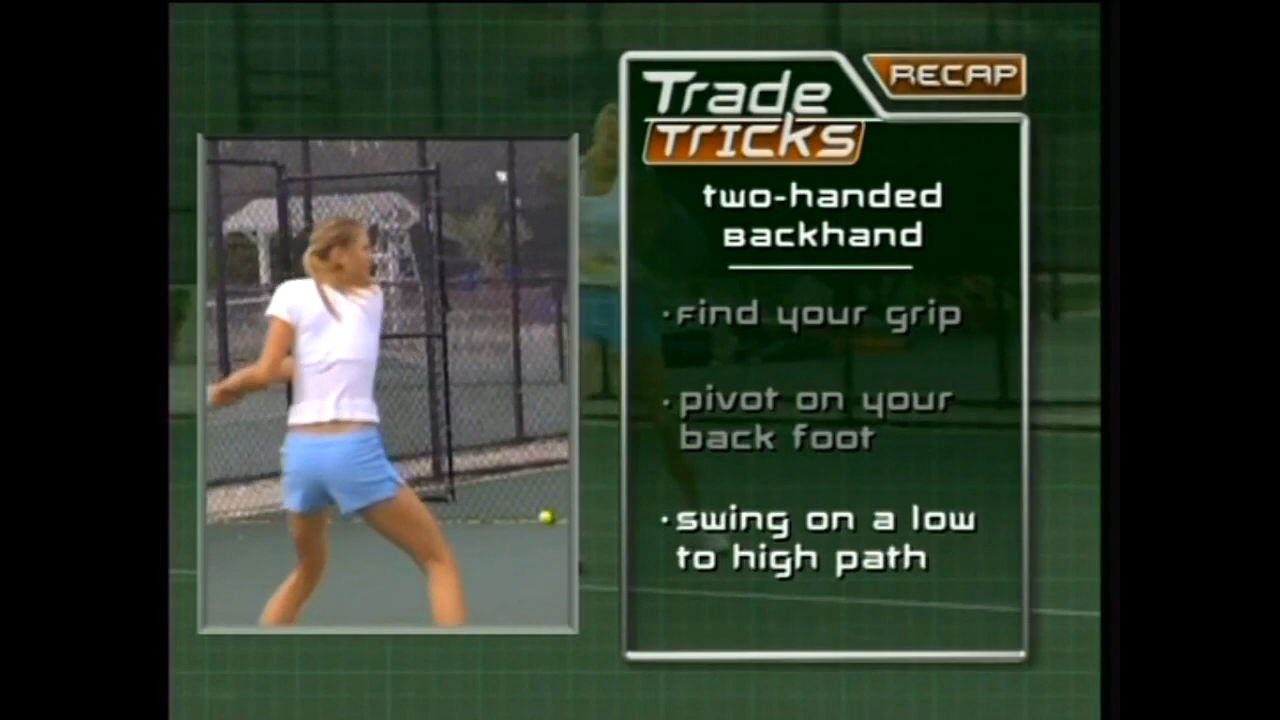 Trade
RECAP
Tricks
two-handed
Backhand
·Find your grip
·pivot on your
back foot
·swing on a low
to high path